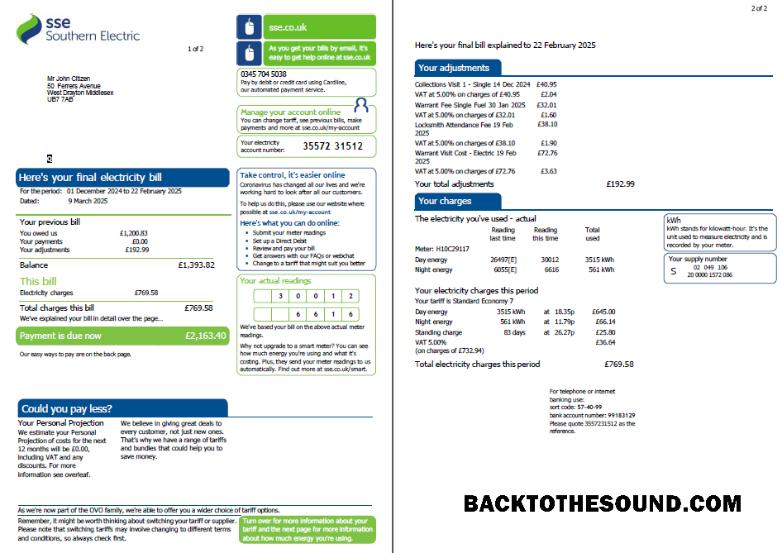 sse
Southern Electric
1 of 2
Mr John Citizen
50 Ferrers Avenue
West Drayton Middlesex
UB7 7AB
sse.co.uk
As you get your bills by email, it's
easy to get help online at sse.co.uk
0345 704 5038
Pay by debit or credit card using Cardline,
our automated payment service.
Manage your account online
You can change tariff, see previous bills, make
payments and more at sse.co.uk/my-account
Your electricity
account number: 35572 31512
Here's your final electricity bill
For the period: 01 December 2024 to 22 February 2025
Dated: 9 March 2025
Your previous bill
You owed us £1,200.83
Your payments £0.00
Your adjustments £192.99
Balance £1,393.82
This bill
Electricity charges £769.58
Total charges this bill £769.58
We've explained your bill in detail over the page...
Payment is due now £2,163.40
Our easy ways to pay are on the back page.
Take control, it's easier online
Coronavirus has changed all our lives and we're
working hard to look after all our customers.
To help us do this, please use our website where
possible at sse.co.uk/my-account
Here's what you can do online:
• Submit your meter readings
• Set up a Direct Debit
• Review and pay your bill
• Get answers with our FAQs or webchat
• Change to a tariff that might suit you better
Your actual readings
3 0 0 1 2
6 6 1 6
We've based your bill on the above actual meter
readings.
Why not upgrade to a smart meter? You can see
how much energy you're using and what it's
costing. Plus, they send your meter readings to us
automatically. Find out more at sse.co.uk/smart.
Could you pay less?
Your Personal Projection
We estimate your Personal
Projection of costs for the next
12 months will be £0.00,
including VAT and any
discounts. For more
information see overleaf.
We believe in giving great deals to
every customer, not just new ones.
That's why we have a range of tariffs
and bundles that could help you to
save money.
As we're now part of the OVO family, we're able to offer you a wider choice of tariff options.
Remember, it might be worth thinking about switching your tariff or supplier.
Please note that switching tariffs may involve changing to different terms
and conditions, so always check first.
Turn over for more information about your
tariff and the next page for more information
about how much energy you're using.
2 of 2
Here's your final bill explained to 22 February 2025
Your adjustments
Collections Visit 1 - Single 14 Dec 2024 £40.95
VAT at 5.00% on charges of £40.95 £2.04
Warrant Fee Single Fuel 30 Jan 2025 £32.01
VAT at 5.00% on charges of £32.01 £1.60
Locksmith Attendance Fee 19 Feb £38.10
2025
VAT at 5.00% on charges of £38.10 £1.90
Warrant Visit Cost - Electric 19 Feb £72.76
2025
VAT at 5.00% on charges of £72.76 £3.63
Your total adjustments £192.99
Your charges
The electricity you've used - actual
Reading Reading Total
last time this time used
Meter: H10C29117
Day energy 26497(E) 30012 3515 kWh
Night energy 6055(E) 6616 561 kWh
Your electricity charges this period
Your tariff is Standard Economy 7
Day energy 3515 kWh at 18.35p £645.00
Night energy 561 kWh at 11.79p £66.14
Standing charge 83 days at 26.27p £25.80
VAT 5.00% £36.64
(on charges of £732.94)
Total electricity charges this period £769.58
kWh
kWh stands for kilowatt-hour. It's the
unit used to measure electricity and is
recorded by your meter.
Your supply number
S 02 049 106
20 0000 1572 086
For telephone or internet
banking use:
sort code: 57-40-99
bank account number: 99183129
Please quote 3557231512 as the
reference.
BACKTOTHESOUND.COM